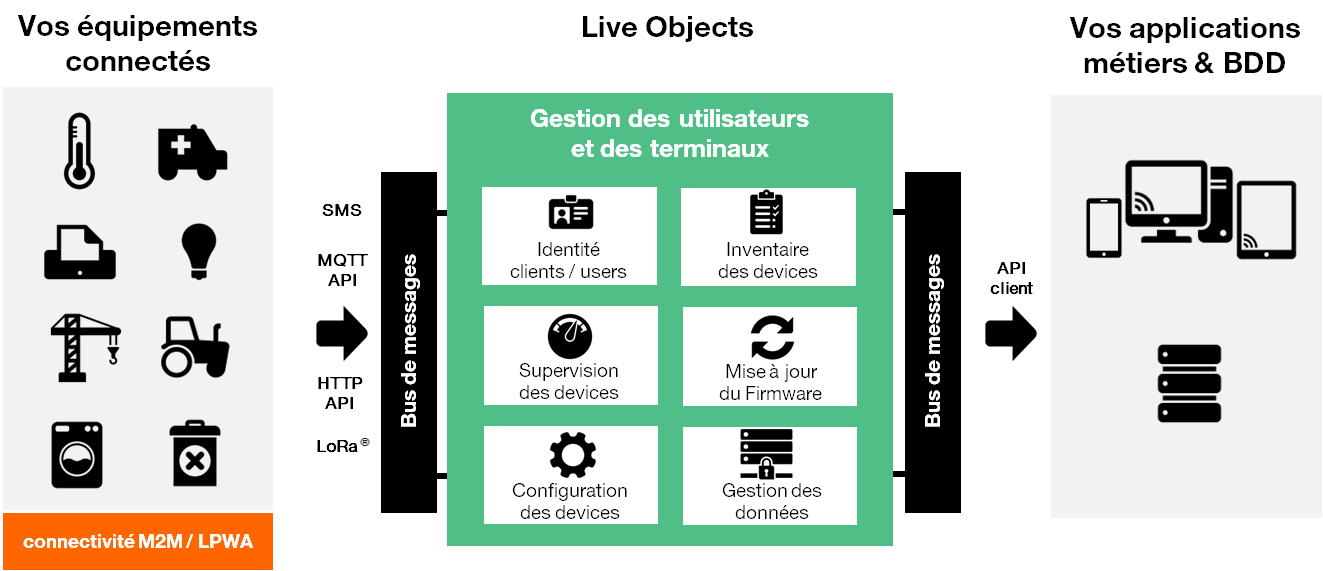 Vos équipements
connectés
connectivité M2M / LPWA
SMS
MQTT
API
HTTP
API
LoRa®
Bus de messages
Live Objects
Gestion des utilisateurs
et des terminaux
Identité
clients / users
Inventaire
des devices
Supervision
des devices
Mise à jour
du Firmware
Configuration
des devices
Gestion des
données
Bus de messages
API
client
Vos applications
métiers & BDD